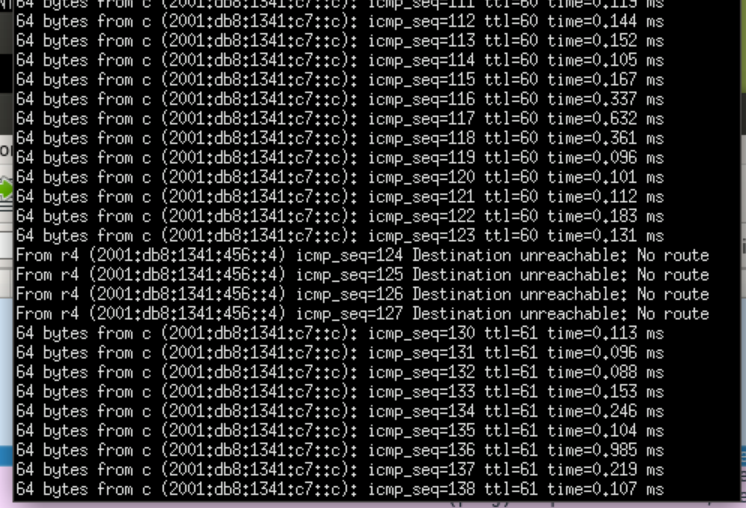 64 bytes from c (2001:db8:1341:c7::c): icmp_seq=111 ttl=60 time=0.119 ms
64 bytes from c (2001:db8:1341:c7::c): icmp_seq=112 ttl=60 time=0.144 ms
64 bytes from c (2001:db8:1341:c7::c): icmp_seq=113 ttl=60 time=0.152 ms
64 bytes from c (2001:db8:1341:c7::c): icmp_seq=114 ttl=60 time=0.105 ms
64 bytes from c (2001:db8:1341:c7::c): icmp_seq=115 ttl=60 time=0.167 ms
64 bytes from c (2001:db8:1341:c7::c): icmp_seq=116 ttl=60 time=0.337 ms
64 bytes from c (2001:db8:1341:c7::c): icmp_seq=117 ttl=60 time=0.632 ms
64 bytes from c (2001:db8:1341:c7::c): icmp_seq=118 ttl=60 time=0.361 ms
64 bytes from c (2001:db8:1341:c7::c): icmp_seq=119 ttl=60 time=0.096 ms
64 bytes from c (2001:db8:1341:c7::c): icmp_seq=120 ttl=60 time=0.101 ms
64 bytes from c (2001:db8:1341:c7::c): icmp_seq=121 ttl=60 time=0.112 ms
64 bytes from c (2001:db8:1341:c7::c): icmp_seq=122 ttl=60 time=0.183 ms
64 bytes from c (2001:db8:1341:c7::c): icmp_seq=123 ttl=60 time=0.131 ms
From r4 (2001:db8:1341:456::4) icmp_seq=124 Destination unreachable: No route
From r4 (2001:db8:1341:456::4) icmp_seq=125 Destination unreachable: No route
From r4 (2001:db8:1341:456::4) icmp_seq=126 Destination unreachable: No route
From r4 (2001:db8:1341:456::4) icmp_seq=127 Destination unreachable: No route
64 bytes from c (2001:db8:1341:c7::c): icmp_seq=130 ttl=61 time=0.113 ms
64 bytes from c (2001:db8:1341:c7::c): icmp_seq=131 ttl=61 time=0.096 ms
64 bytes from c (2001:db8:1341:c7::c): icmp_seq=132 ttl=61 time=0.088 ms
64 bytes from c (2001:db8:1341:c7::c): icmp_seq=133 ttl=61 time=0.153 ms
64 bytes from c (2001:db8:1341:c7::c): icmp_seq=134 ttl=61 time=0.246 ms
64 bytes from c (2001:db8:1341:c7::c): icmp_seq=135 ttl=61 time=0.104 ms
64 bytes from c (2001:db8:1341:c7::c): icmp_seq=136 ttl=61 time=0.985 ms
64 bytes from c (2001:db8:1341:c7::c): icmp_seq=137 ttl=61 time=0.219 ms
64 bytes from c (2001:db8:1341:c7::c): icmp_seq=138 ttl=61 time=0.107 ms